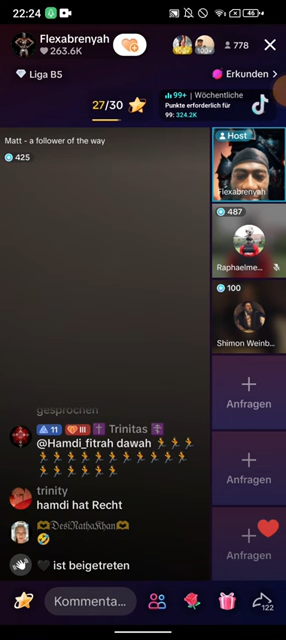 22:24
46
Flexabrenyah
263.6K
778
Liga B5
Erkunden
27/30
99+ | Wöchentliche
Punkte erforderlich für
99: 324.2K
Matt - a follower of the way
425
Host
Flexabrenyah
487
Raphaelme...
100
Shimon Weinb...
Anfragen
Anfragen
Anfragen
gesprochen
11 III Trinitas
@Hamdi_fitrah dawah 🏃🏃🏃
🏃🏃🏃🏃🏃🏃🏃🏃🏃🏃🏃
🏃🏃🏃🏃🏃🏃
trinity
hamdi hat Recht
🫶DesiNathaKhan🫶
🤣
🖤 ist beigetreten
Kommenta...
122